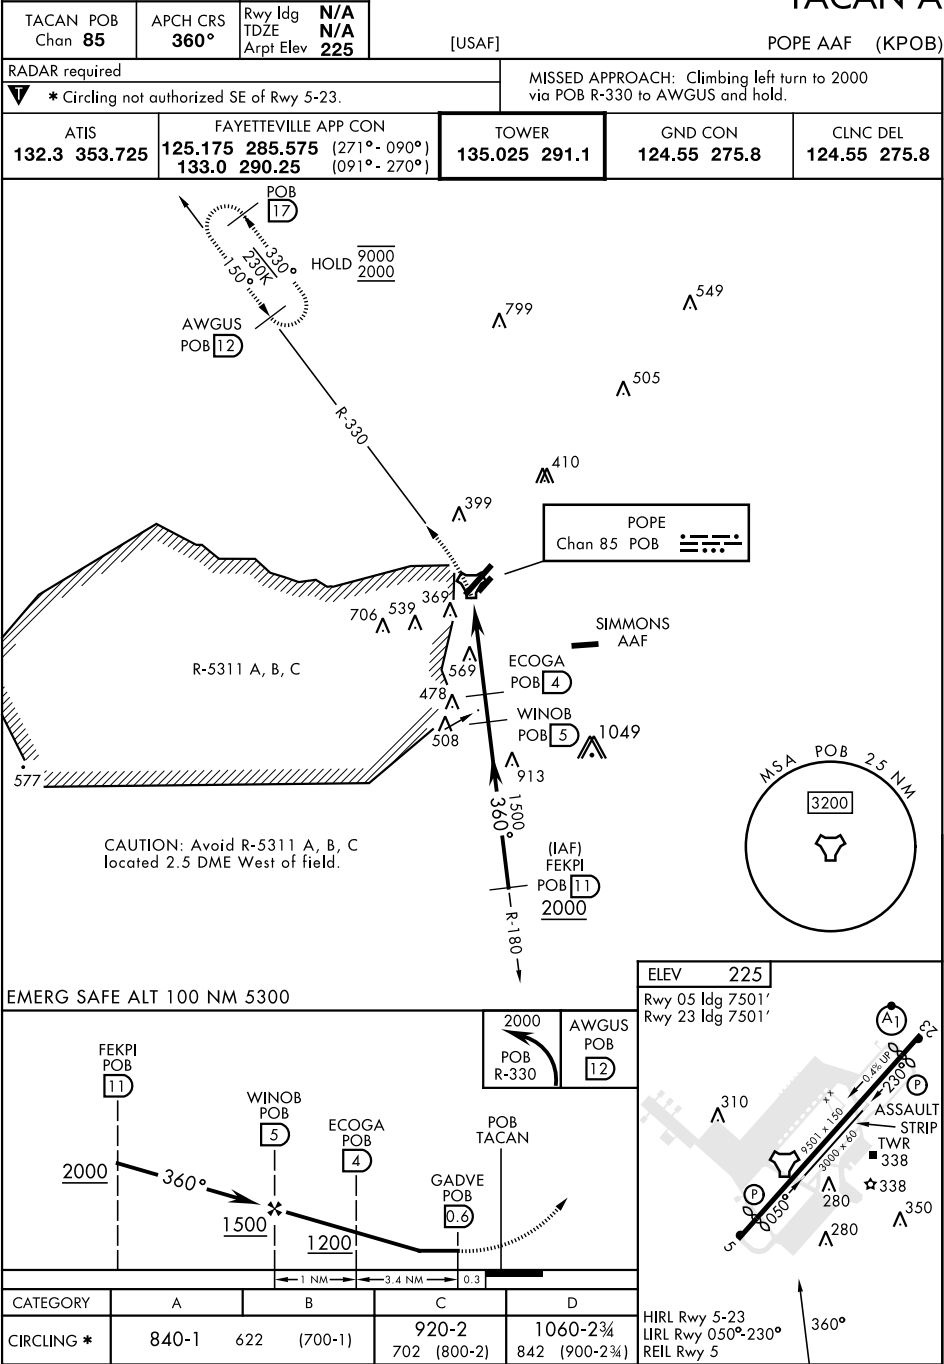 TACAN A
TACAN POB
Chan 85
APCH CRS
360°
Rwy ldg N/A
TDZE N/A
Arpt Elev 225
[USAF]
POPE AAF (KPOB)
RADAR required
T * Circling not authorized SE of Rwy 5-23.
MISSED APPROACH: Climbing left turn to 2000
via POB R-330 to AWGUS and hold.
ATIS
132.3 353.725
FAYETTEVILLE APP CON
125.175 285.575 (271°- 090°)
133.0 290.25 (091°- 270°)
TOWER
135.025 291.1
GND CON
124.55 275.8
CLNC DEL
124.55 275.8
POB
17
330°
230K
150°
HOLD 9000
2000
AWGUS
POB 12
799
549
505
R-330
410
399
POPE
Chan 85 POB
369
706 539
SIMMONS
AAF
R-5311 A, B, C
569
ECOGA
POB 4
478
WINOB
POB 5
508
1049
577
913
1500
360°
MSA POB 25 NM
3200
CAUTION: Avoid R-5311 A, B, C
located 2.5 DME West of field.
(IAF)
FEKPI
POB 11
2000
R-180
EMERG SAFE ALT 100 NM 5300
ELEV 225
Rwy 05 ldg 7501'
Rwy 23 ldg 7501'
A1
23
0.4% UP
230°
P
310
ASSAULT
STRIP
9501 x 150
3000 x 60
TWR
338
338
P
050°
280
350
280
5
HIRL Rwy 5-23
LIRL Rwy 050°-230°
REIL Rwy 5
360°
2000
POB
R-330
AWGUS
POB
12
FEKPI
POB
11
WINOB
POB
5
ECOGA
POB
4
POB
TACAN
GADVE
POB
0.6
2000
360°
1500
1200
1 NM
3.4 NM
0.3
CATEGORY A B C D
CIRCLING * 840-1 622 (700-1)
920-2
702 (800-2)
1060-2¾
842 (900-2¾)